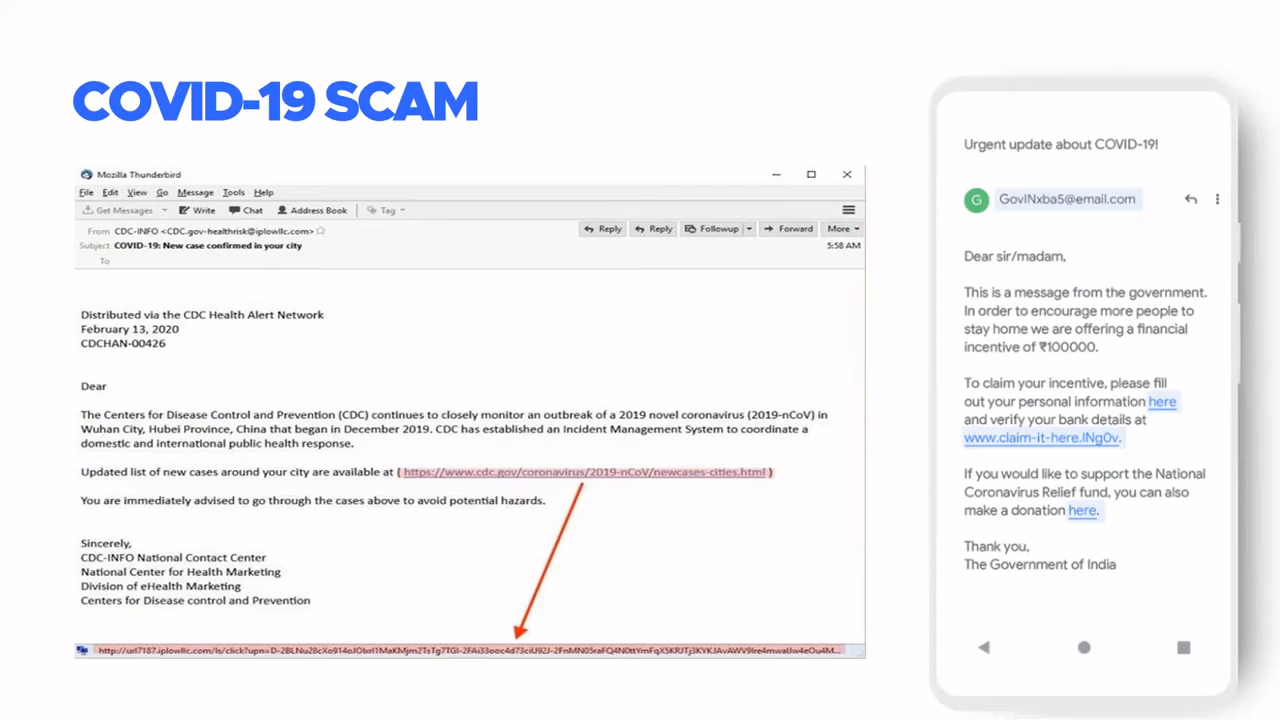 COVID-19 SCAM
Mozilla Thunderbird
File Edit View Go Message Tools Help
Get Messages Write Chat Address Book Tag
From CDC-INFO <CDC.gov-healthrisk@iplowllc.com>
Reply Reply Followup Forward More
Subject COVID-19: New case confirmed in your city
5:58 AM
To
Distributed via the CDC Health Alert Network
February 13, 2020
CDCHAN-00426
Dear
The Centers for Disease Control and Prevention (CDC) continues to closely monitor an outbreak of a 2019 novel coronavirus (2019-nCoV) in
Wuhan City, Hubei Province, China that began in December 2019. CDC has established an Incident Management System to coordinate a
domestic and international public health response.
Updated list of new cases around your city are available at ( https://www.cdc.gov/coronavirus/2019-nCoV/newcases-cities.html )
You are immediately advised to go through the cases above to avoid potential hazards.
Sincerely,
CDC-INFO National Contact Center
National Center for Health Marketing
Division of eHealth Marketing
Centers for Disease control and Prevention
Urgent update about COVID-19!
G
GovINxba5@email.com
Dear sir/madam,
This is a message from the government.
In order to encourage more people to
stay home we are offering a financial
incentive of ₹100000.
To claim your incentive, please fill
out your personal information here
and verify your bank details at
www.claim-it-here.INg0v.
If you would like to support the National
Coronavirus Relief fund, you can also
make a donation here.
Thank you,
The Government of India